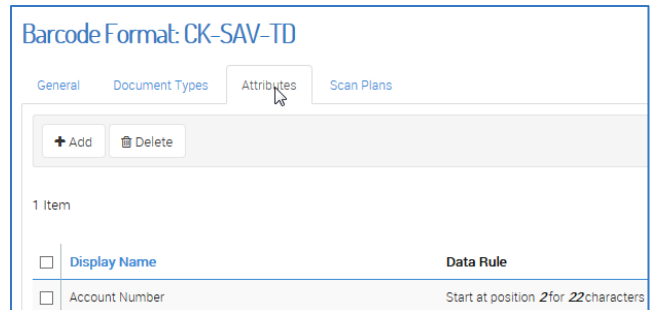 Barcode Format: CK-SAV-TD
General Document Types Attributes Scan Plans
+ Add Delete
1 Item
Display Name Data Rule
Account Number Start at position 2 for 22 characters